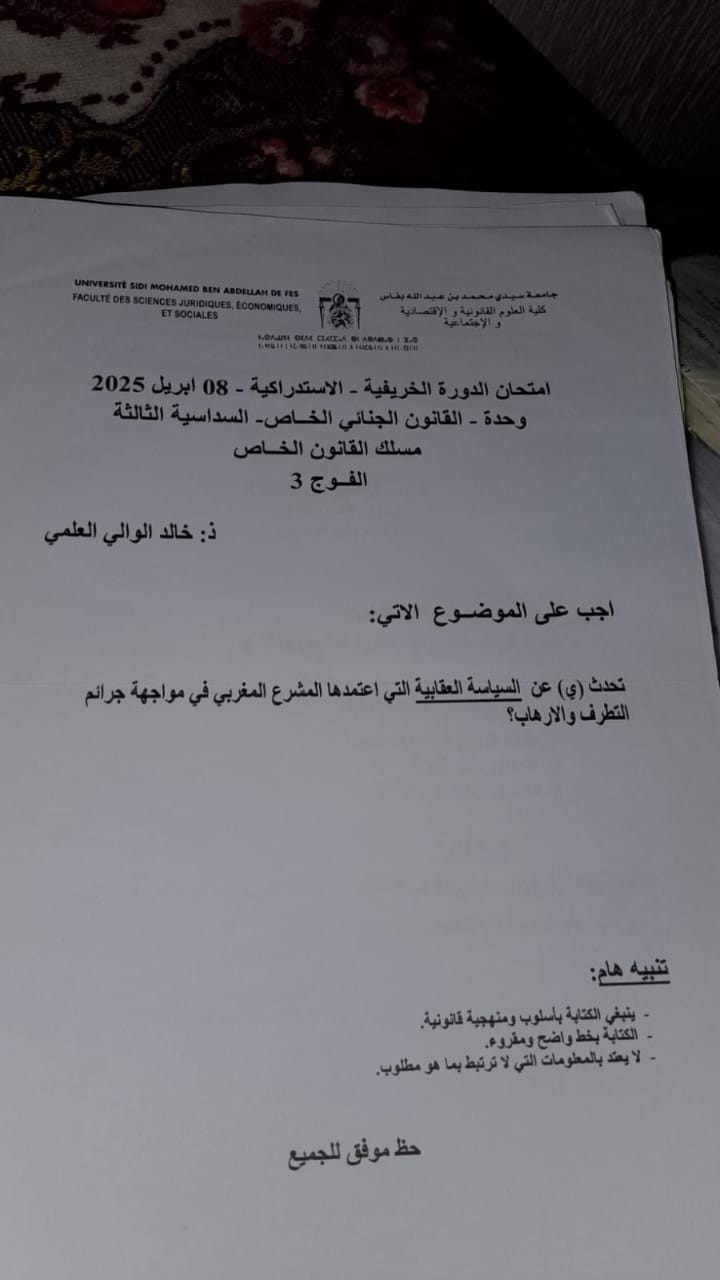 UNIVERSITÉ SIDI MOHAMED BEN ABDELLAH DE FES
FACULTÉ DES SCIENCES JURIDIQUES, ÉCONOMIQUES,
ET SOCIALES
جامعة سيدي محمد بن عبد الله بفاس
كلية العلوم القانونية و الإقتصادية
و الإجتماعية
امتحان الدورة الخريفية - الاستدراكية - 08 ابريل 2025
وحدة - القانون الجنائي الخاص- السداسية الثالثة
مسلك القانون الخاص
الفوج 3
ذ: خالد الوالي العلمي
اجب على الموضوع الاتي:
تحدث (ي) عن السياسة العقابية التي اعتمدها المشرع المغربي في مواجهة جرائم
التطرف والارهاب؟
تنبيه هام:
- ينبغي الكتابة بأسلوب ومنهجية قانونية.
- الكتابة بخط واضح ومقروء.
- لا يعتد بالمعلومات التي لا ترتبط بما هو مطلوب.
حظ موفق للجميع